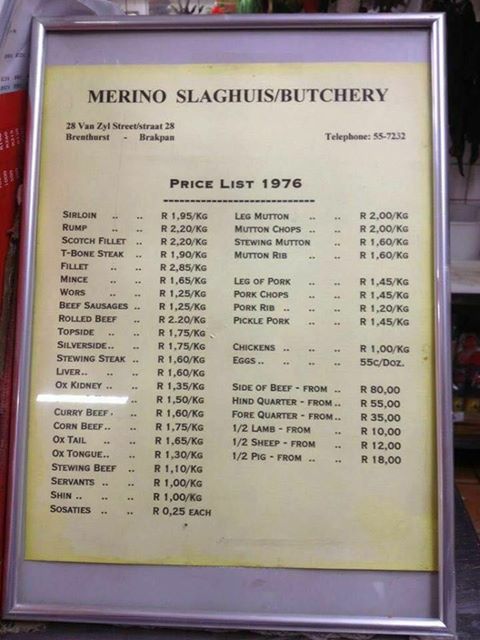 MERINO SLAGHUIS/BUTCHERY
28 Van Zyl Street/straat 28
Brenthurst - Brakpan
Telephone: 55-7232
PRICE LIST 1976
SIRLOIN .. .. R 1,95/KG
RUMP .. .. R 2,20/KG
SCOTCH FILLET .. R 2,20/KG
T-BONE STEAK .. R 1,90/KG
FILLET .. .. R 2,85/KG
MINCE .. .. R 1,65/KG
WORS .. .. R 1,25/KG
BEEF SAUSAGES .. R 1,25/KG
ROLLED BEEF .. R 2.20/KG
TOPSIDE .. .. R 1,75/KG
SILVERSIDE.. .. R 1,75/KG
STEWING STEAK .. R 1,60/KG
LIVER.. .. R 1,60/KG
OX KIDNEY .. .. R 1,35/KG
.. R 1,50/KG
CURRY BEEF. .. R 1,60/KG
CORN BEEF.. .. R 1,75/KG
OX TAIL .. .. R 1,65/KG
OX TONGUE.. .. R 1,30/KG
STEWING BEEF .. R 1,10/KG
SERVANTS .. .. R 1,00/KG
SHIN .. .. R 1,00/KG
SOSATIES .. .. R 0,25 EACH
LEG MUTTON .. .. R 2,00/KG
MUTTON CHOPS .. .. R 2,00/KG
STEWING MUTTON .. R 1,60/KG
MUTTON RIB .. .. R 1,60/KG
LEG OF PORK .. .. R 1,45/KG
PORK CHOPS .. .. R 1,45/KG
PORK RIB .. .. R 1,20/KG
PICKLE PORK .. .. R 1,45/KG
CHICKENS .. .. R 1,00/KG
EGGS.. .. .. 55C/DOZ.
SIDE OF BEEF - FROM .. R 80,00
HIND QUARTER - FROM.. R 55,00
FORE QUARTER - FROM.. R 35,00
1/2 LAMB - FROM .. R 10,00
1/2 SHEEP - FROM .. .. R 12,00
1/2 PIG - FROM .. .. R 18,00